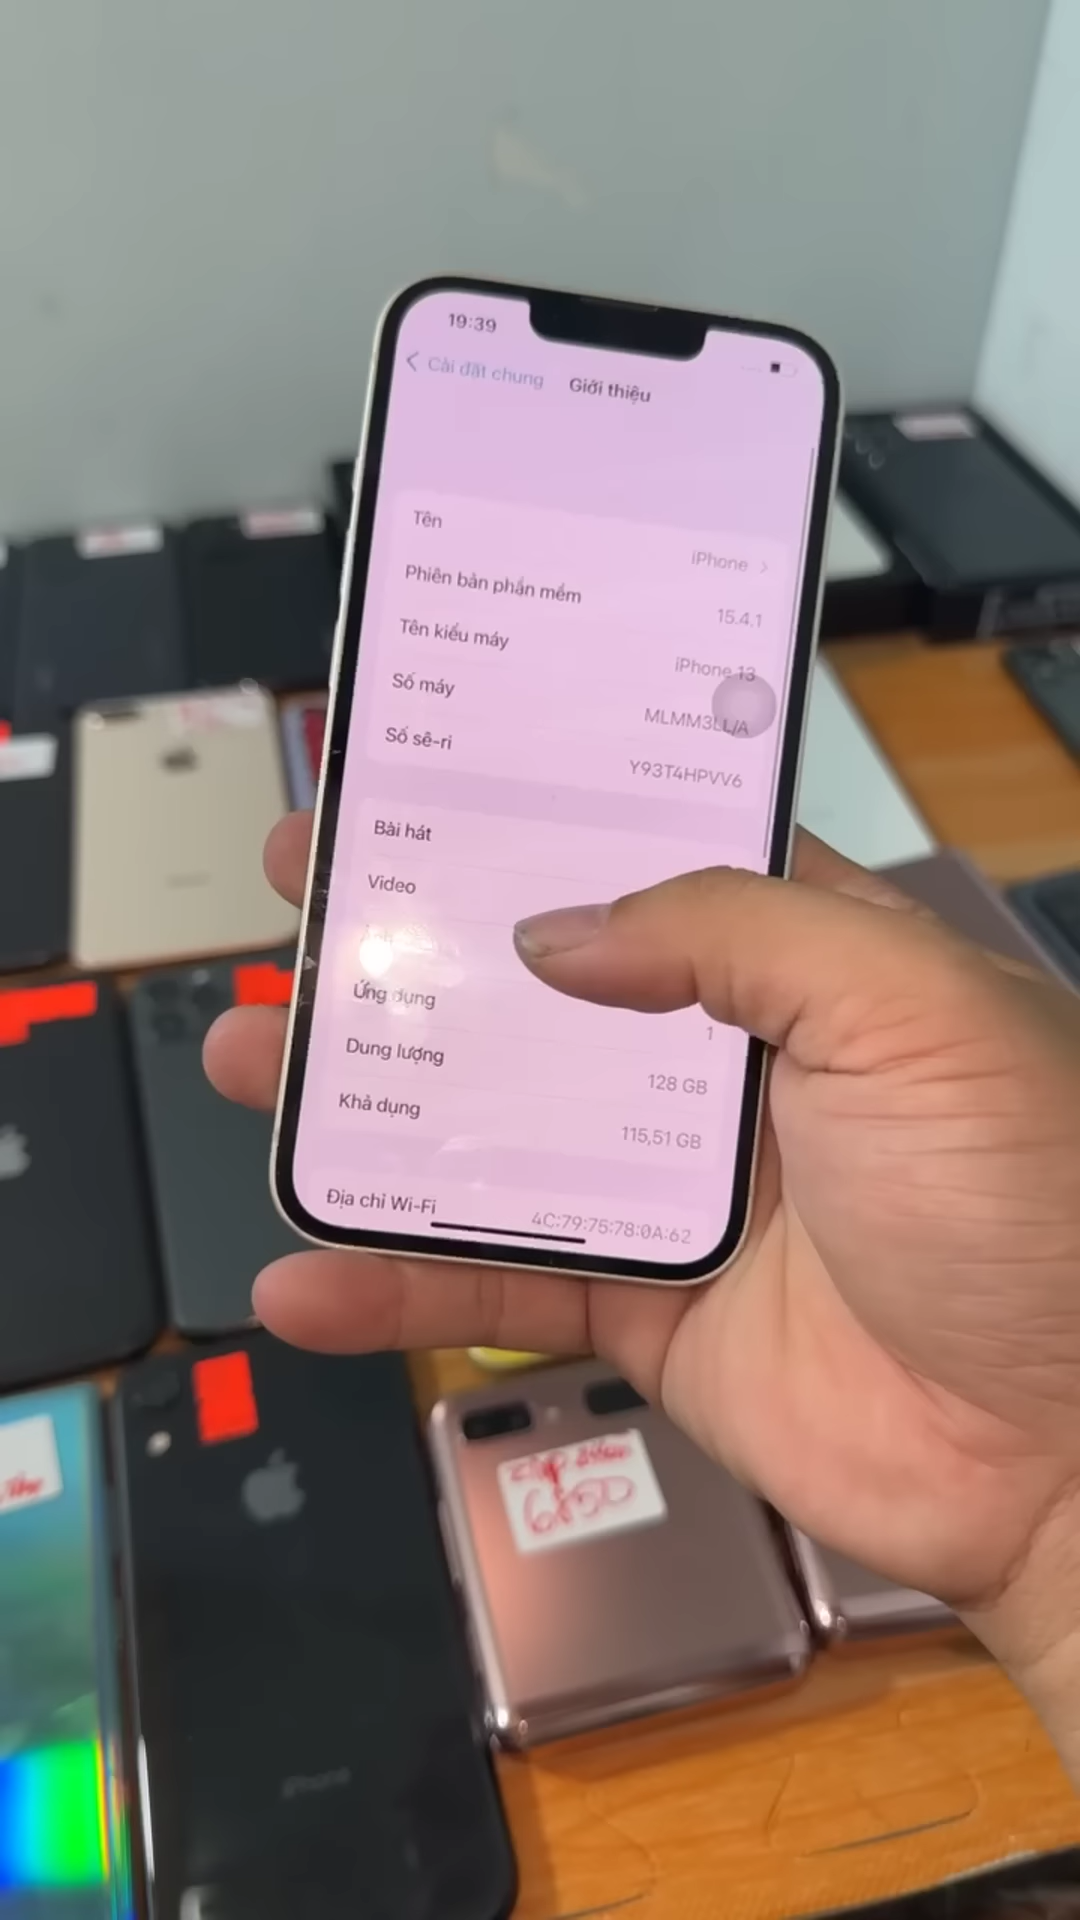 19:39
Cài đặt chung
Giới thiệu
Tên
iPhone
Phiên bản phần mềm
15.4.1
Tên kiểu máy
iPhone 13
Số máy
MLMM3LL/A
Số sê-ri
Y93T4HPVV6
Bài hát
Video
Ứng dụng
1
Dung lượng
128 GB
Khả dụng
115,51 GB
Địa chỉ Wi-Fi
4C:79:75:78:0A:62
iPhone